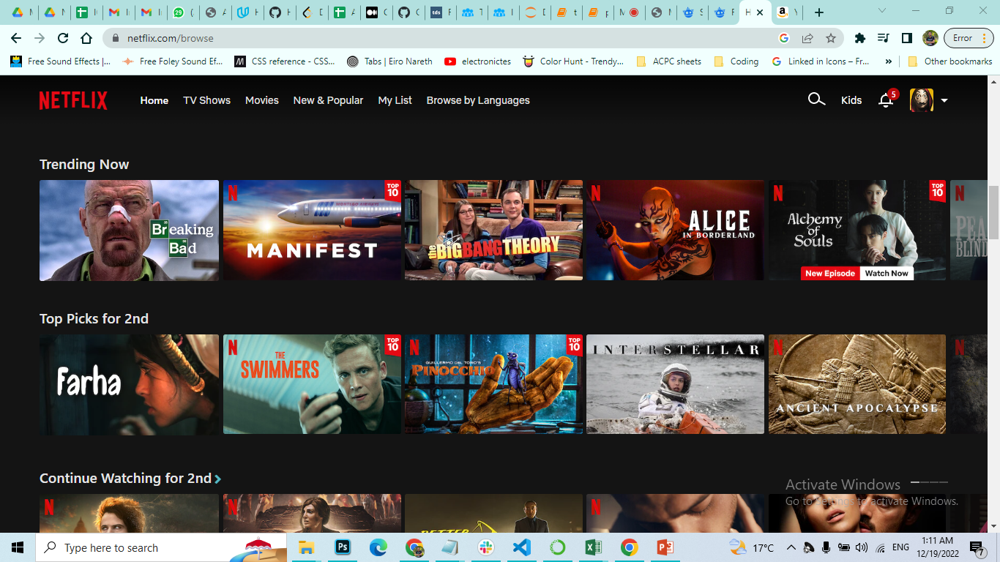 netflix.com/browse
Error
Free Sound Effects |...
Free Foley Sound Ef...
CSS reference - CSS...
Tabs | Eiro Nareth
electronictes
Color Hunt - Trendy...
ACPC sheets
Coding
Linked in Icons – Fr...
Other bookmarks
NETFLIX
Home
TV Shows
Movies
New & Popular
My List
Browse by Languages
Kids
5
Trending Now
Breaking
Bad
N
MORTEGO AIRWAYS
MANIFEST
TOP
10
the BIG BANG THEORY
N
ALICE
IN BORDERLAND
N
Alchemy
of
Souls
TOP
10
New Episode
Watch Now
N
Top Picks for 2nd
Farha
N
THE
SWIMMERS
TOP
10
N
GUILLERMO DEL TORO'S
PINOCCHIO
TOP
10
INTERSTELLAR
N
ANCIENT APOCALYPSE
N
Continue Watching for 2nd
N
N
BETTER
N
Activate Windows
Go to Settings to activate Windows.
Type here to search
17°C
ENG
1:11 AM
12/19/2022
7